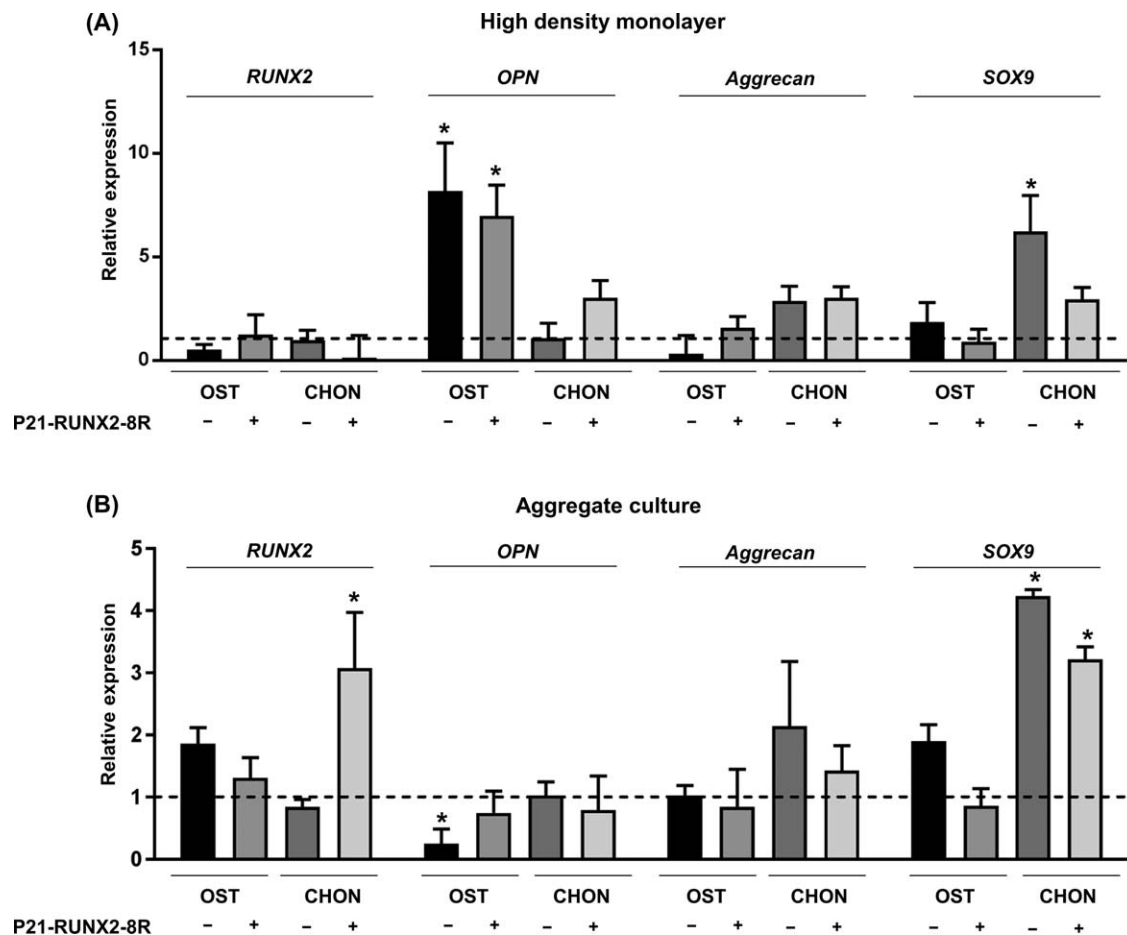 (A)
High density monolayer
15
RUNX2
OPN
Aggrecan
SOX9
*
10
*
*
Relative expression
5
0
OST CHON OST CHON OST CHON OST CHON
P21-RUNX2-8R – + – + – + – + – + – + – + – +
(B)
Aggregate culture
5
RUNX2
OPN
Aggrecan
SOX9
*
*
4
*
3
Relative expression
2
1
*
0
OST CHON OST CHON OST CHON OST CHON
P21-RUNX2-8R – + – + – + – + – + – + – + – +